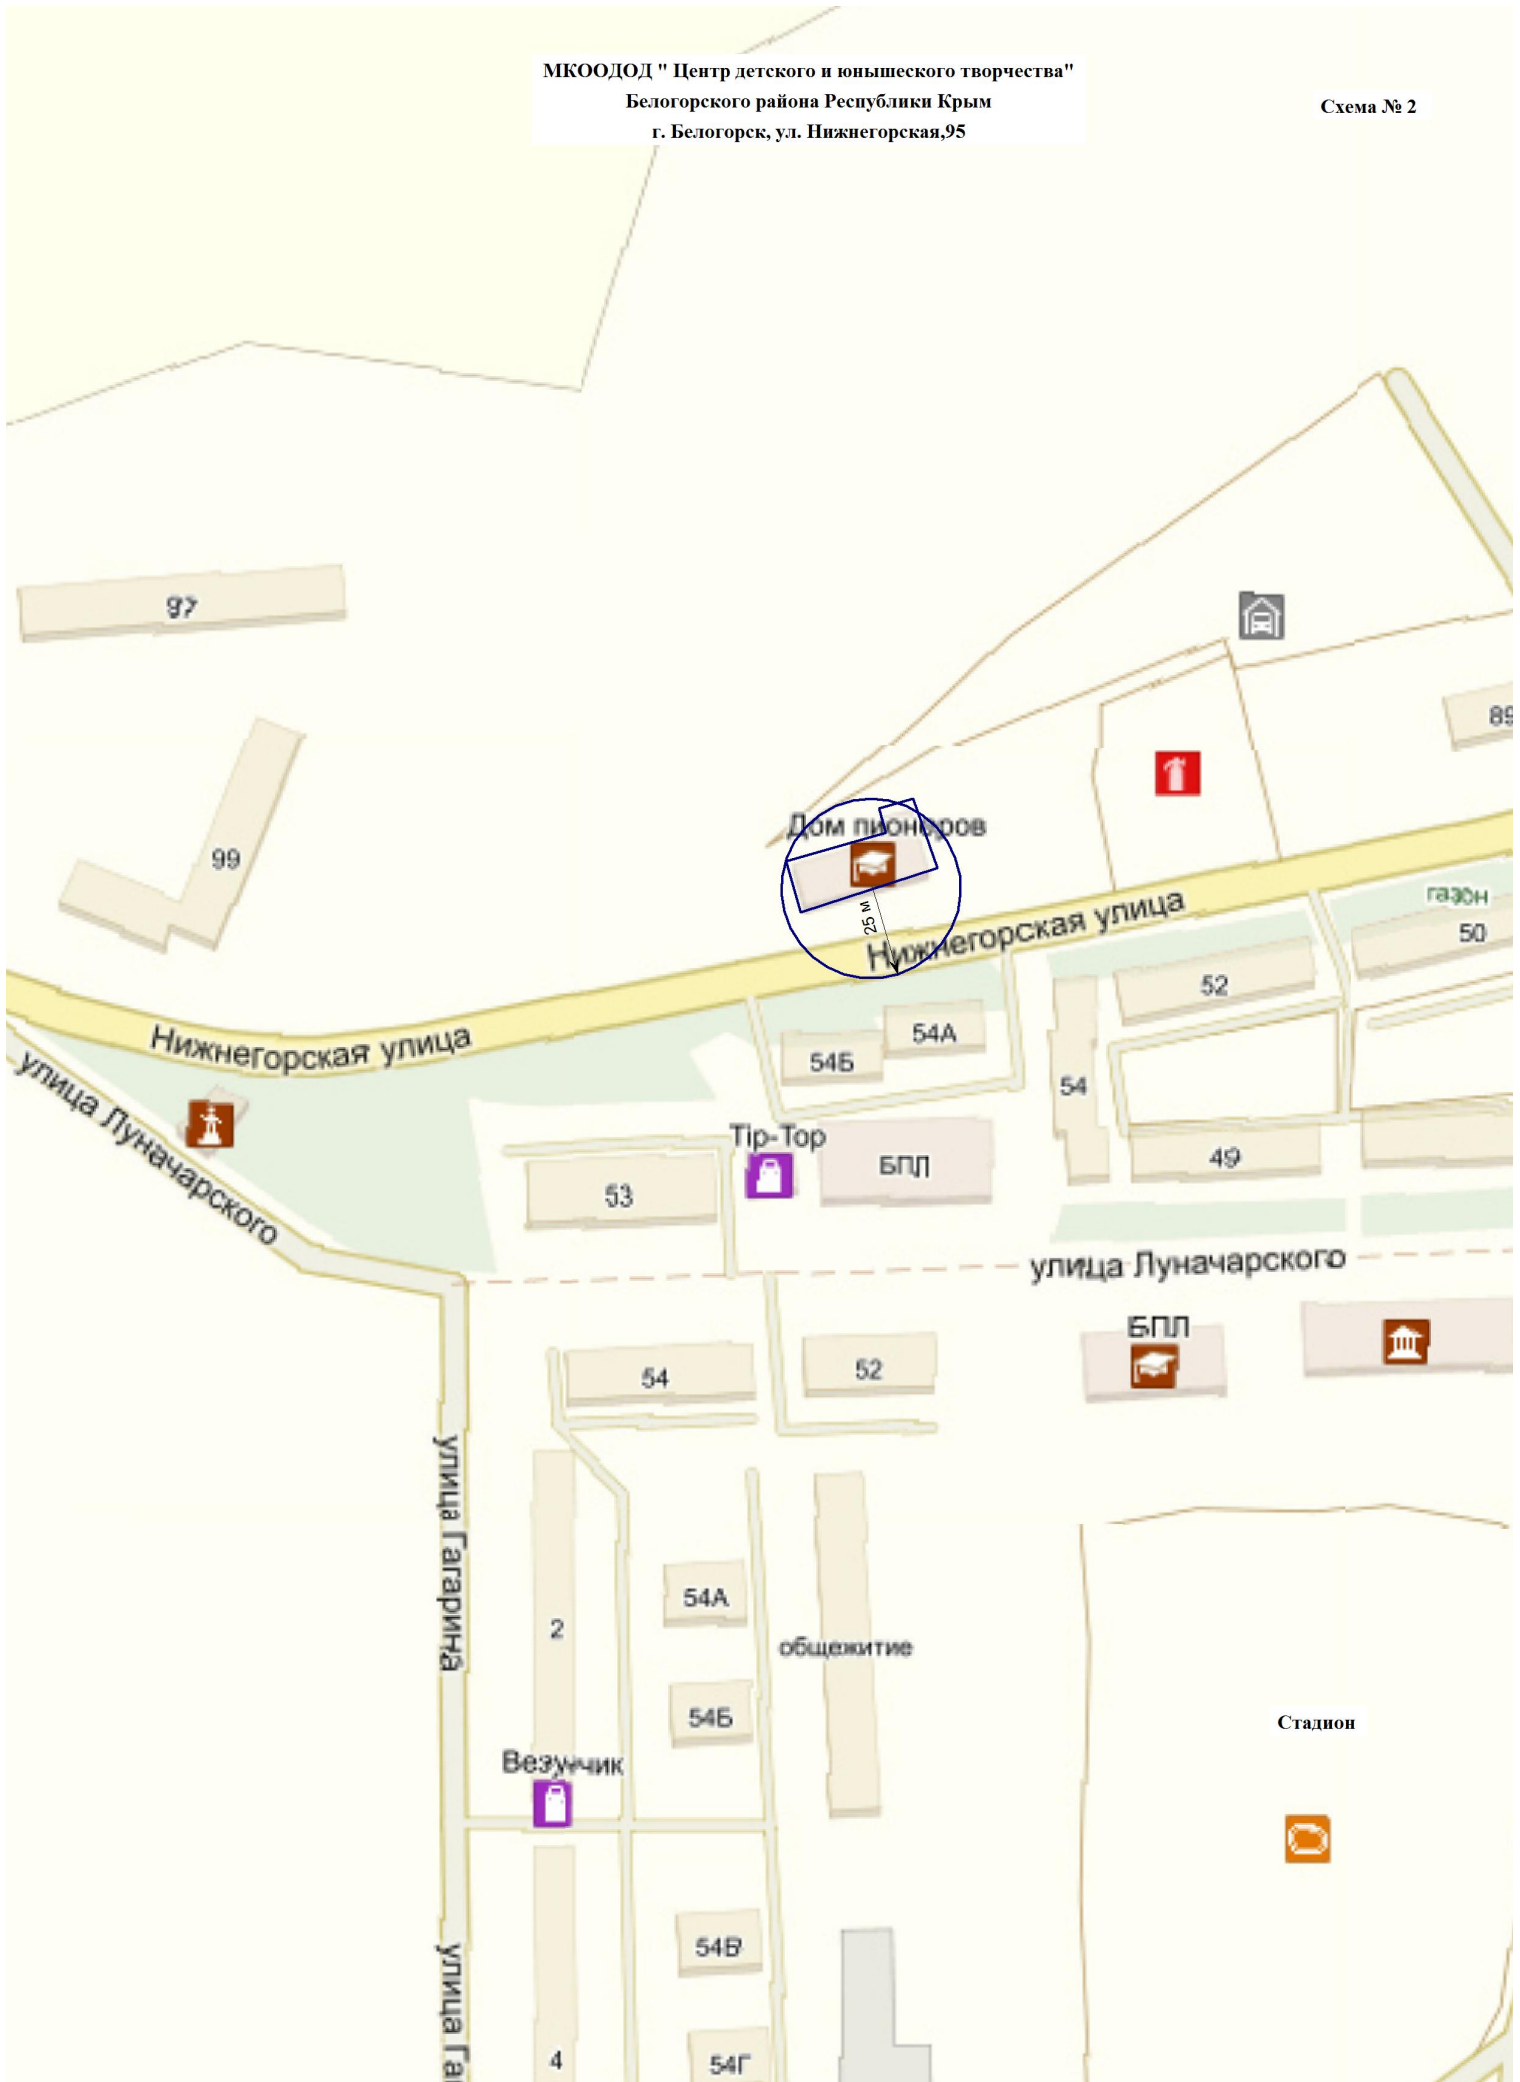 МКООДОД " Центр детского и юнышеского творчества"
Белогорского района Республики Крым
г. Белогорск, ул. Нижнегорская,95
Схема № 2
97
89
Дом пионеров
99
25 м
газон
Нижнегорская улица
50
52
Нижнегорская улица
54А
54Б
54
улица Луначарского
Tip-Top
БПЛ
49
53
улица Луначарского
БПЛ
54
52
улица Гагарина
54А
2
общежитие
54Б
Стадион
Везунчик
54В
улица Га
4
54Г